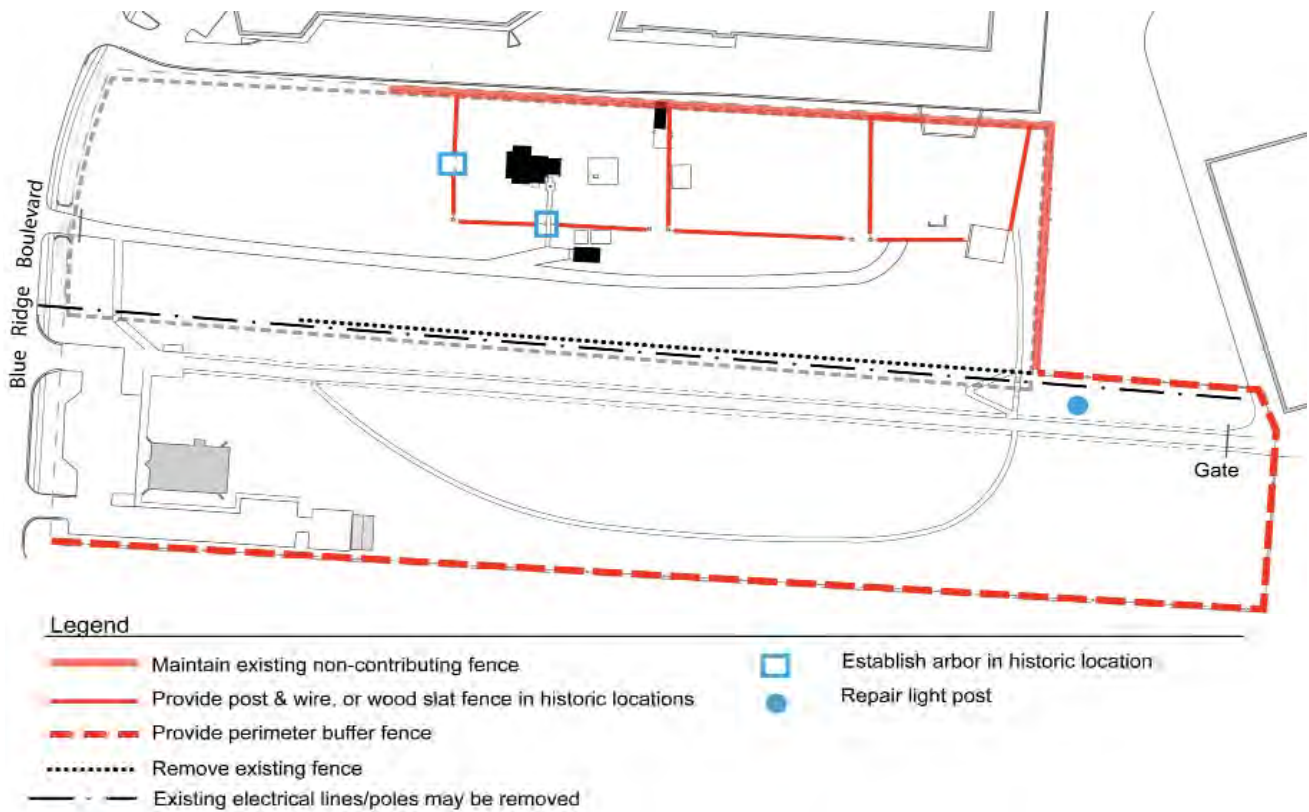 Blue Ridge Boulevard
Gate
Legend
Maintain existing non-contributing fence
Provide post & wire, or wood slat fence in historic locations
Provide perimeter buffer fence
Remove existing fence
Existing electrical lines/poles may be removed
Establish arbor in historic location
Repair light post